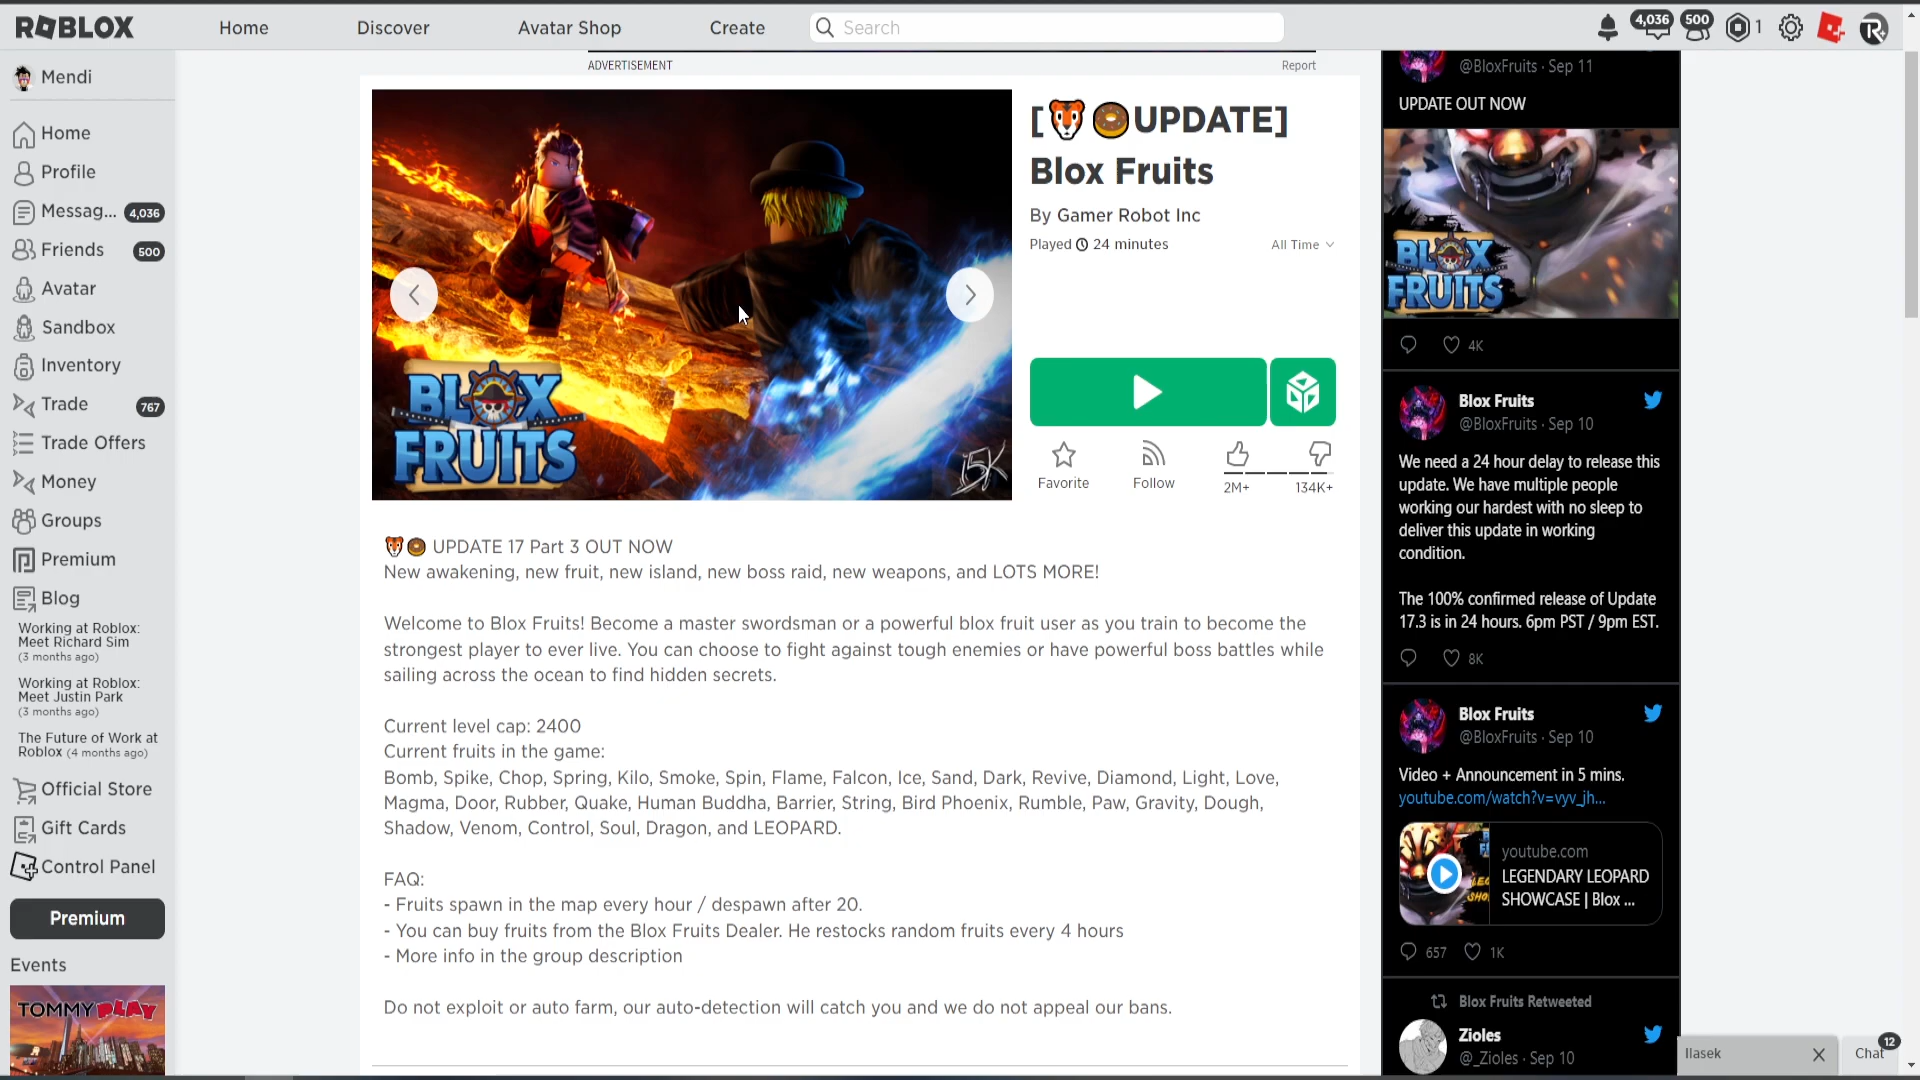 ROBLOX
Home
Discover
Avatar Shop
Create
Search
4,036
500
1
Mendi
Home
Profile
Messag... 4,036
Friends 500
Avatar
Sandbox
Inventory
Trade 767
Trade Offers
Money
Groups
Premium
Blog
Working at Roblox:
Meet Richard Sim
(3 months ago)
Working at Roblox:
Meet Justin Park
(3 months ago)
The Future of Work at
Roblox (4 months ago)
Official Store
Gift Cards
Control Panel
Premium
Events
TOMMY PLAY
ADVERTISEMENT
Report
BLOX
FRUITS
i5K
[🐯🍩UPDATE]
Blox Fruits
By Gamer Robot Inc
Played 24 minutes
All Time
Favorite
Follow
2M+
134K+
🐯🍩 UPDATE 17 Part 3 OUT NOW
New awakening, new fruit, new island, new boss raid, new weapons, and LOTS MORE!
Welcome to Blox Fruits! Become a master swordsman or a powerful blox fruit user as you train to become the
strongest player to ever live. You can choose to fight against tough enemies or have powerful boss battles while
sailing across the ocean to find hidden secrets.
Current level cap: 2400
Current fruits in the game:
Bomb, Spike, Chop, Spring, Kilo, Smoke, Spin, Flame, Falcon, Ice, Sand, Dark, Revive, Diamond, Light, Love,
Magma, Door, Rubber, Quake, Human Buddha, Barrier, String, Bird Phoenix, Rumble, Paw, Gravity, Dough,
Shadow, Venom, Control, Soul, Dragon, and LEOPARD.
FAQ:
- Fruits spawn in the map every hour / despawn after 20.
- You can buy fruits from the Blox Fruits Dealer. He restocks random fruits every 4 hours
- More info in the group description
Do not exploit or auto farm, our auto-detection will catch you and we do not appeal our bans.
@BloxFruits · Sep 11
UPDATE OUT NOW
BLOX
FRUITS
4K
Blox Fruits
@BloxFruits · Sep 10
We need a 24 hour delay to release this
update. We have multiple people
working our hardest with no sleep to
deliver this update in working
condition.
The 100% confirmed release of Update
17.3 is in 24 hours. 6pm PST / 9pm EST.
8K
Blox Fruits
@BloxFruits · Sep 10
Video + Announcement in 5 mins.
youtube.com/watch?v=vyv_jh...
youtube.com
LEGENDARY LEOPARD
SHOWCASE | Blox ...
657
1K
Blox Fruits Retweeted
Zioles
@_Zioles · Sep 10
Ilasek
Chat
12